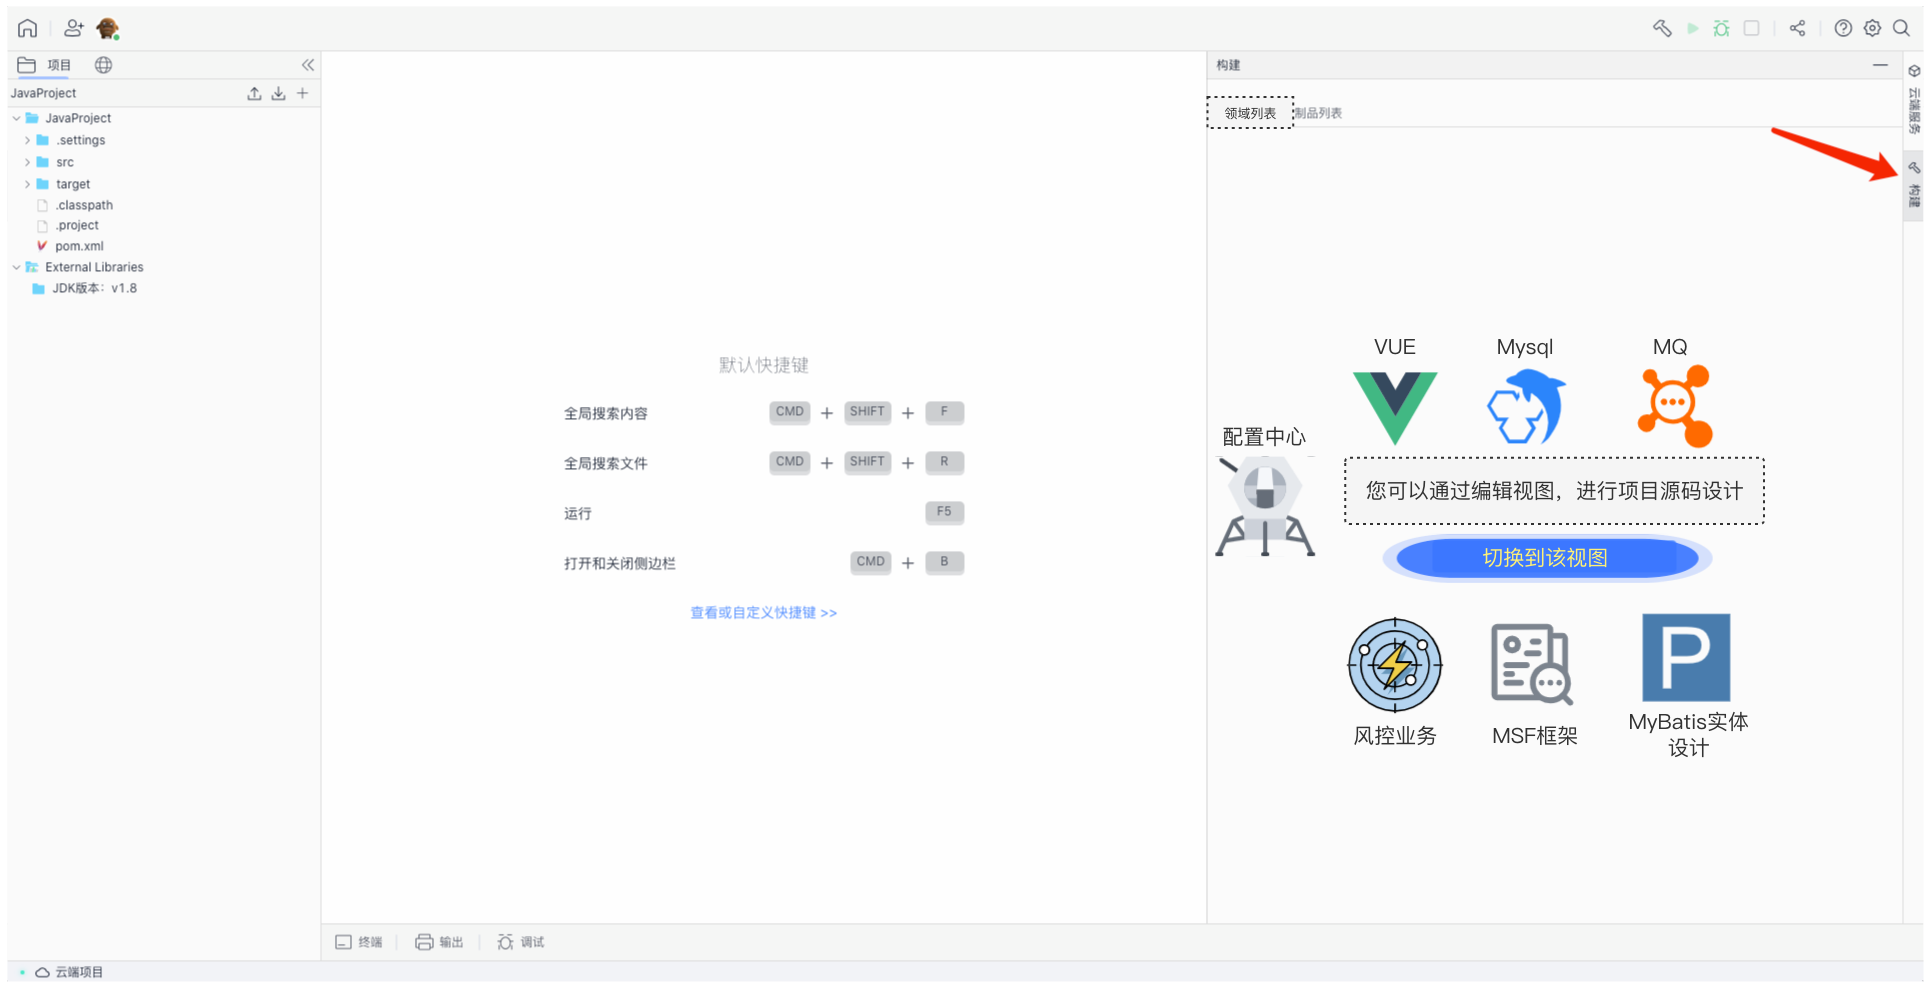 项目
JavaProject
JavaProject
.settings
src
target
.classpath
.project
pom.xml
External Libraries
JDK版本：v1.8
默认快捷键
全局搜索内容 CMD + SHIFT + F
全局搜索文件 CMD + SHIFT + R
运行 F5
打开和关闭侧边栏 CMD + B
查看或自定义快捷键 >>
构建
领域列表 制品列表
VUE Mysql MQ
配置中心
您可以通过编辑视图，进行项目源码设计
切换到该视图
P
风控业务 MSF框架 MyBatis实体
设计
云端服务
构建
终端 输出 调试
云端项目